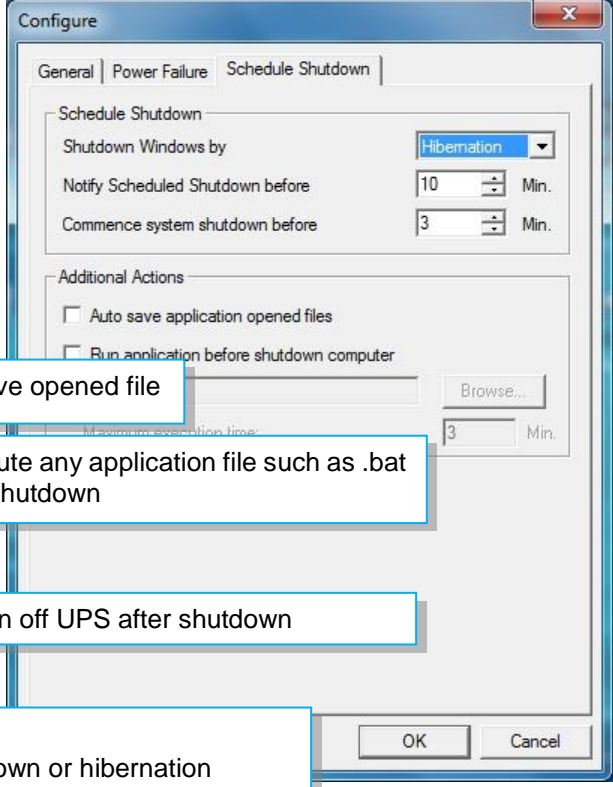 Configure
General
Power Failure
Schedule Shutdown
Schedule Shutdown
Shutdown Windows by
Hibernation
Notify Scheduled Shutdown before
10
Min.
Commence system shutdown before
3
Min.
Additional Actions
Auto save application opened files
Run application before shutdown computer
ve opened file
Browse...
Maximum execution time:
3
Min.
ute any application file such as .bat
hutdown
n off UPS after shutdown
OK
Cancel
own or hibernation